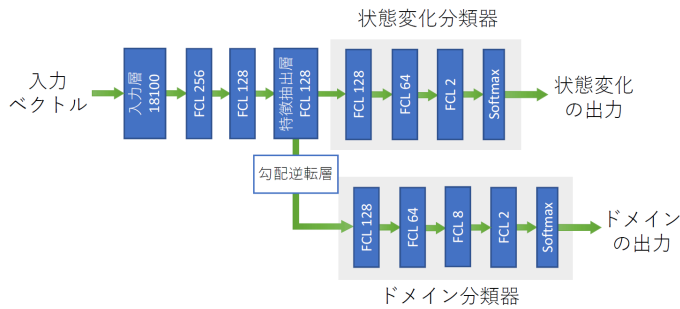 状態変化分類器
入力
ベクトル
入力層
18100
FCL 256
FCL 128
特徴抽出層
FCL 128
FCL 128
FCL 64
FCL 2
Softmax
状態変化
の出力
勾配逆転層
FCL 128
FCL 64
FCL 8
FCL 2
Softmax
ドメイン
の出力
ドメイン分類器